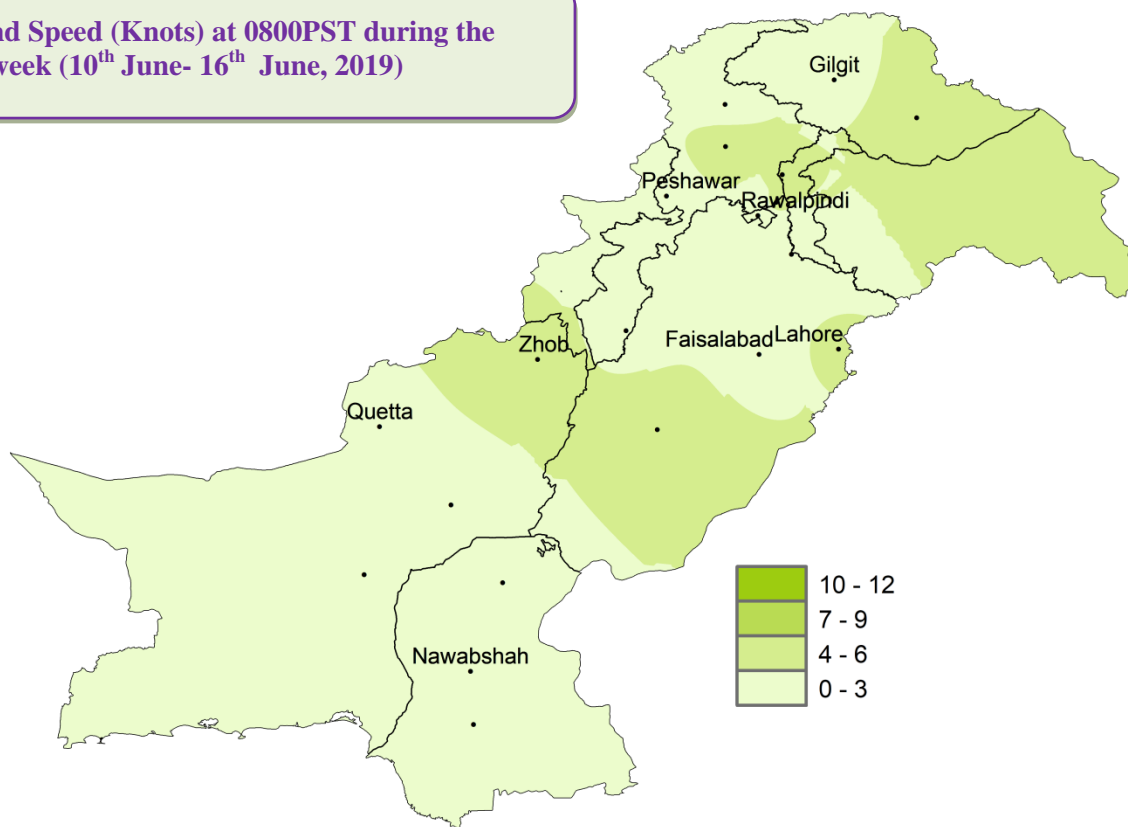 nd Speed (Knots) at 0800PST during the
week (10th June- 16th June, 2019)
Gilgit
Peshawar
Rawalpindi
Zhob
Faisalabad
Lahore
Quetta
Nawabshah
10 - 12
7 - 9
4 - 6
0 - 3